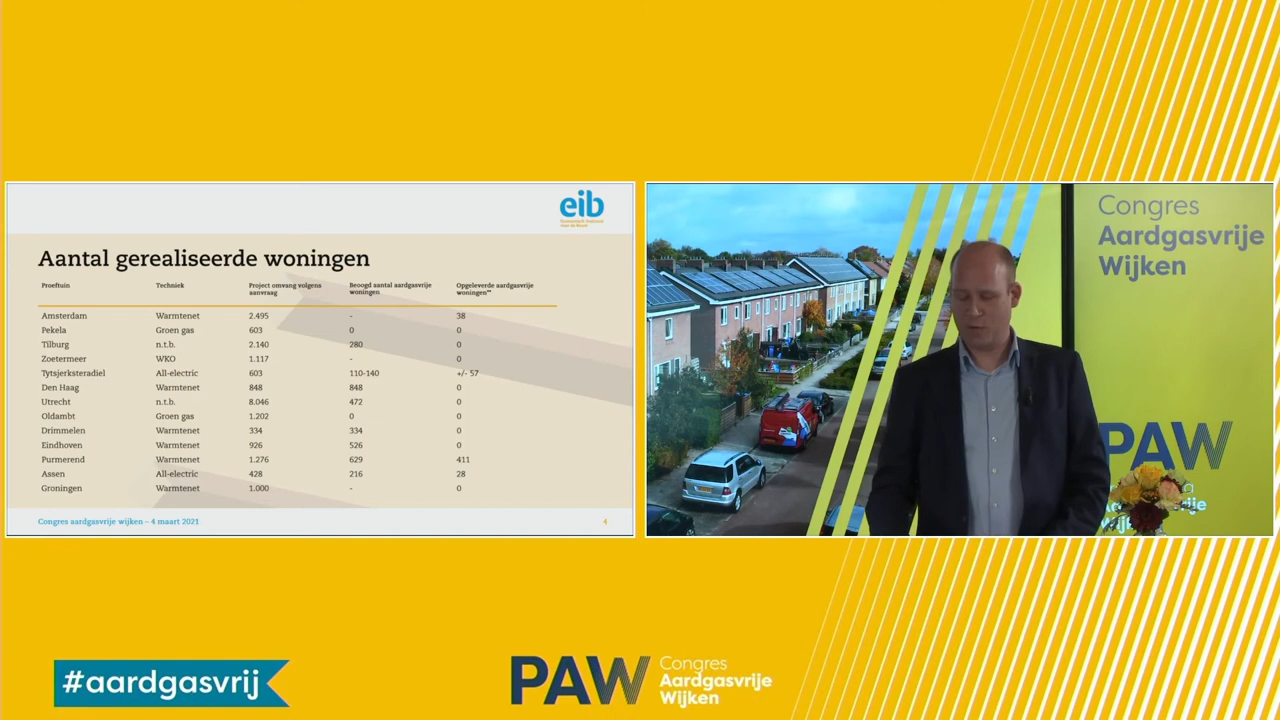 eib
Aantal gerealiseerde woningen
Proeftuin Techniek Project omvang volgens aanvraag Beoogd aantal aardgasvrije woningen Opgeleverde aardgasvrije woningen**
Amsterdam Warmtenet 2.495 - 38
Pekela Groen gas 603 0 0
Tilburg n.t.b. 2.140 280 0
Zoetermeer WKO 1.117 - 0
Tytsjerksteradiel All-electric 603 110-140 +/- 57
Den Haag Warmtenet 848 848 0
Utrecht n.t.b. 8.046 472 0
Oldambt Groen gas 1.202 0 0
Drimmelen Warmtenet 334 334 0
Eindhoven Warmtenet 926 526 0
Purmerend Warmtenet 1.276 629 411
Assen All-electric 428 216 28
Groningen Warmtenet 1.000 - 0
Congres aardgasvrije wijken – 4 maart 2021 4
Congres
Aardgasvrije
Wijken
PAW
#aardgasvrij
PAW
Congres
Aardgasvrije
Wijken